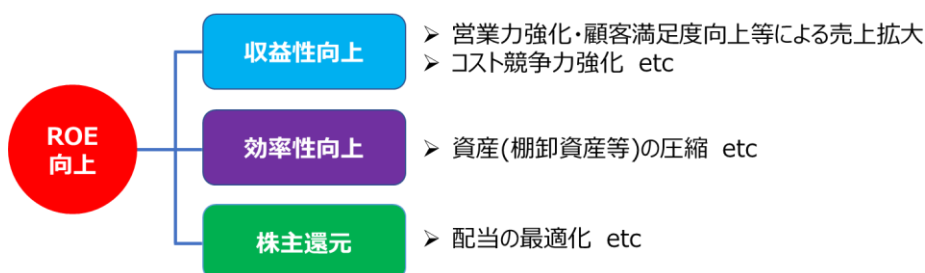 収益性向上
➢ 営業力強化・顧客満足度向上等による売上拡大
➢ コスト競争力強化 etc
ROE
向上
効率性向上
➢ 資産(棚卸資産等)の圧縮 etc
株主還元
➢ 配当の最適化 etc